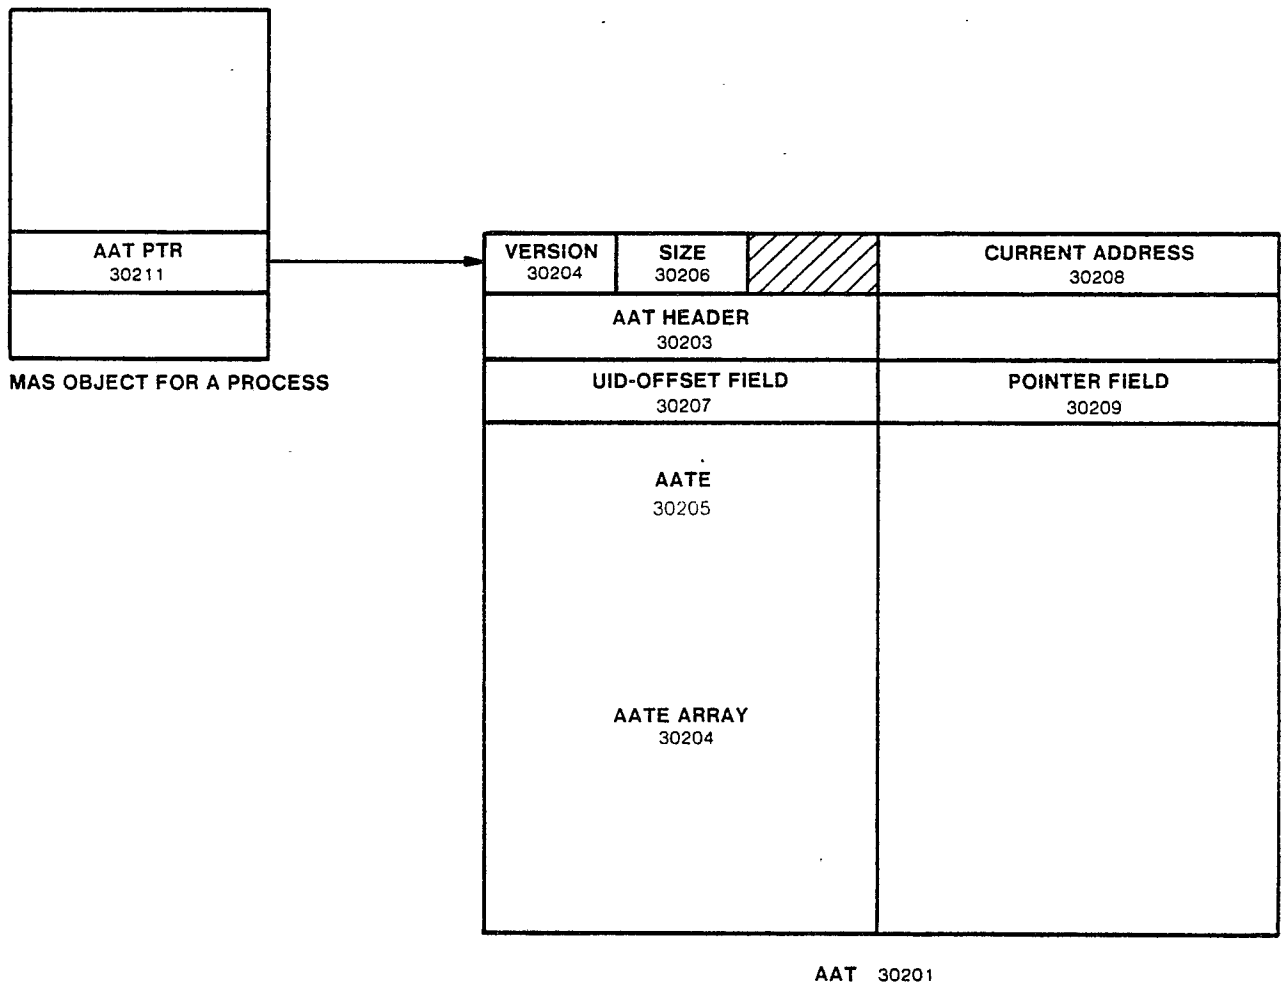 AAT PTR
30211
MAS OBJECT FOR A PROCESS
VERSION
30204
SIZE
30206
CURRENT ADDRESS
30208
AAT HEADER
30203
UID-OFFSET FIELD
30207
POINTER FIELD
30209
AATE
30205
AATE ARRAY
30204
AAT 30201